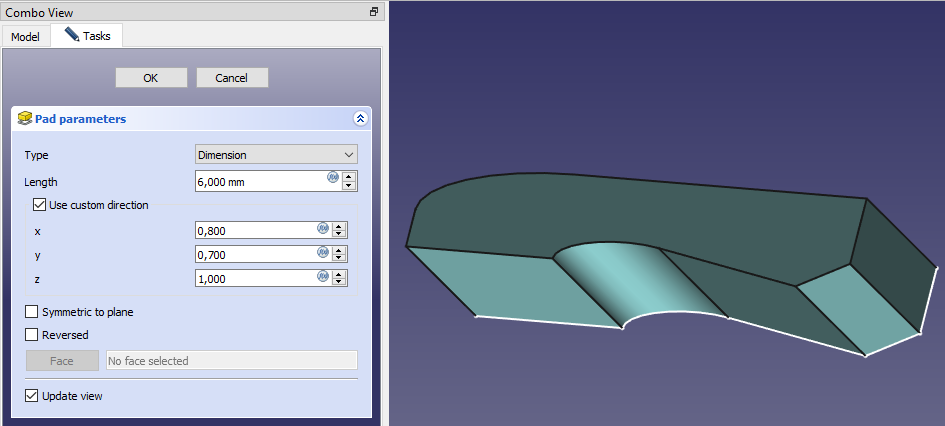 Combo View
Model
Tasks
OK
Cancel
Pad parameters
Type
Dimension
Length
6,000 mm
Use custom direction
x
0,800
y
0,700
z
1,000
Symmetric to plane
Reversed
Face
No face selected
Update view